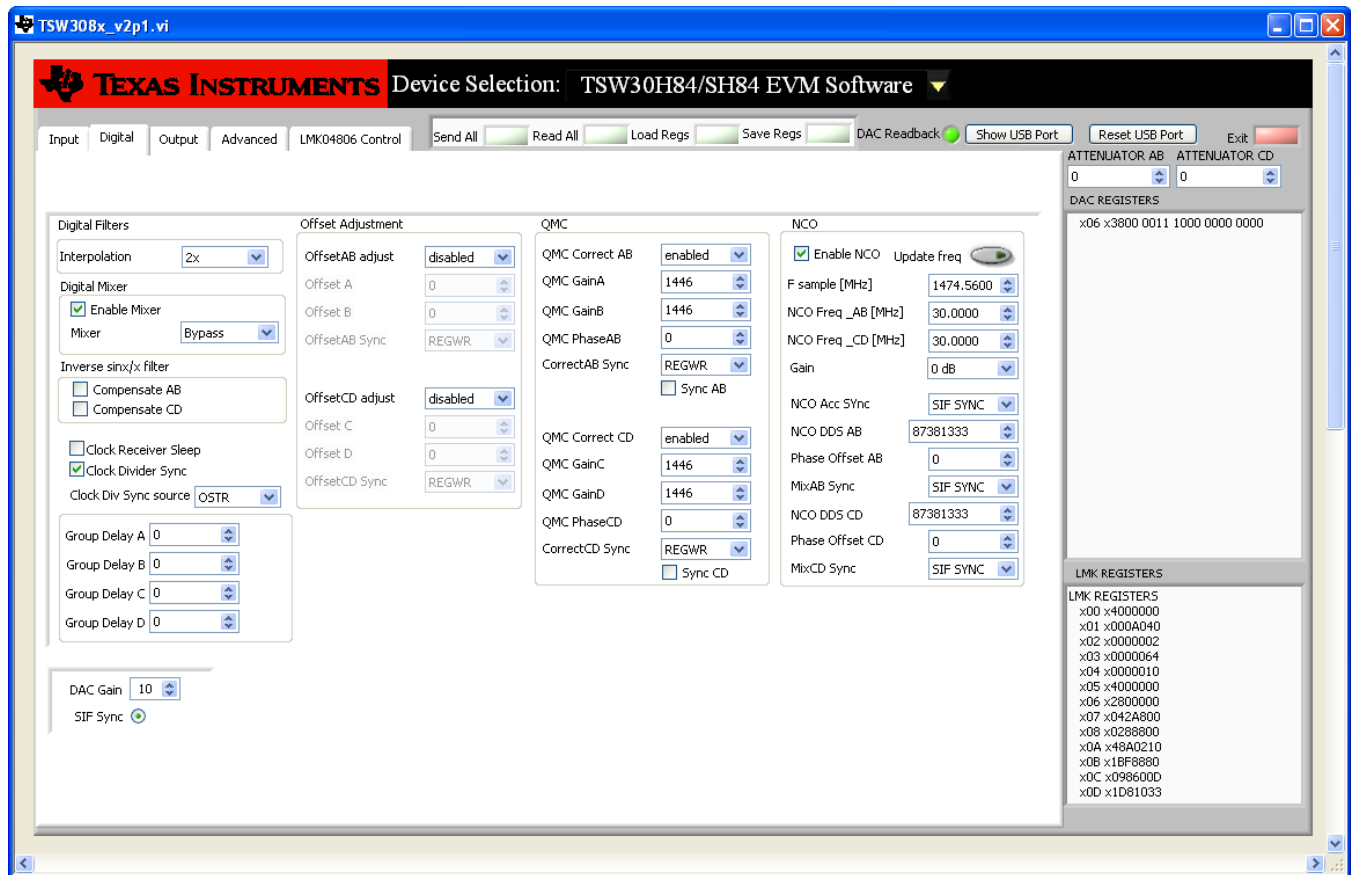 TSW308x_v2p1.vi
TEXAS INSTRUMENTS Device Selection: TSW30H84/SH84 EVM Software
Input Digital Output Advanced LMK04806 Control
Send All Read All Load Regs Save Regs DAC Readback Show USB Port Reset USB Port Exit
ATTENUATOR AB ATTENUATOR CD
0 0
Digital Filters
Interpolation 2x
Digital Mixer
Enable Mixer
Mixer Bypass
Inverse sinx/x filter
Compensate AB
Compensate CD
Clock Receiver Sleep
Clock Divider Sync
Clock Div Sync source OSTR
Group Delay A 0
Group Delay B 0
Group Delay C 0
Group Delay D 0
DAC Gain 10
SIF Sync
Offset Adjustment
OffsetAB adjust disabled
Offset A 0
Offset B 0
OffsetAB Sync REGWR
OffsetCD adjust disabled
Offset C 0
Offset D 0
OffsetCD Sync REGWR
QMC
QMC Correct AB enabled
QMC GainA 1446
QMC GainB 1446
QMC PhaseAB 0
CorrectAB Sync REGWR
Sync AB
QMC Correct CD enabled
QMC GainC 1446
QMC GainD 1446
QMC PhaseCD 0
CorrectCD Sync REGWR
Sync CD
NCO
Enable NCO Update freq
F sample [MHz] 1474.5600
NCO Freq _AB [MHz] 30.0000
NCO Freq _CD [MHz] 30.0000
Gain 0 dB
NCO Acc SYnc SIF SYNC
NCO DDS AB 87381333
Phase Offset AB 0
MixAB Sync SIF SYNC
NCO DDS CD 87381333
Phase Offset CD 0
MixCD Sync SIF SYNC
DAC REGISTERS
x06 x3800 0011 1000 0000 0000
LMK REGISTERS
LMK REGISTERS
x00 x4000000
x01 x000A040
x02 x0000002
x03 x0000064
x04 x0000010
x05 x4000000
x06 x2800000
x07 x042A800
x08 x0288800
x0A x48A0210
x0B x1BF8880
x0C x098600D
x0D x1D81033